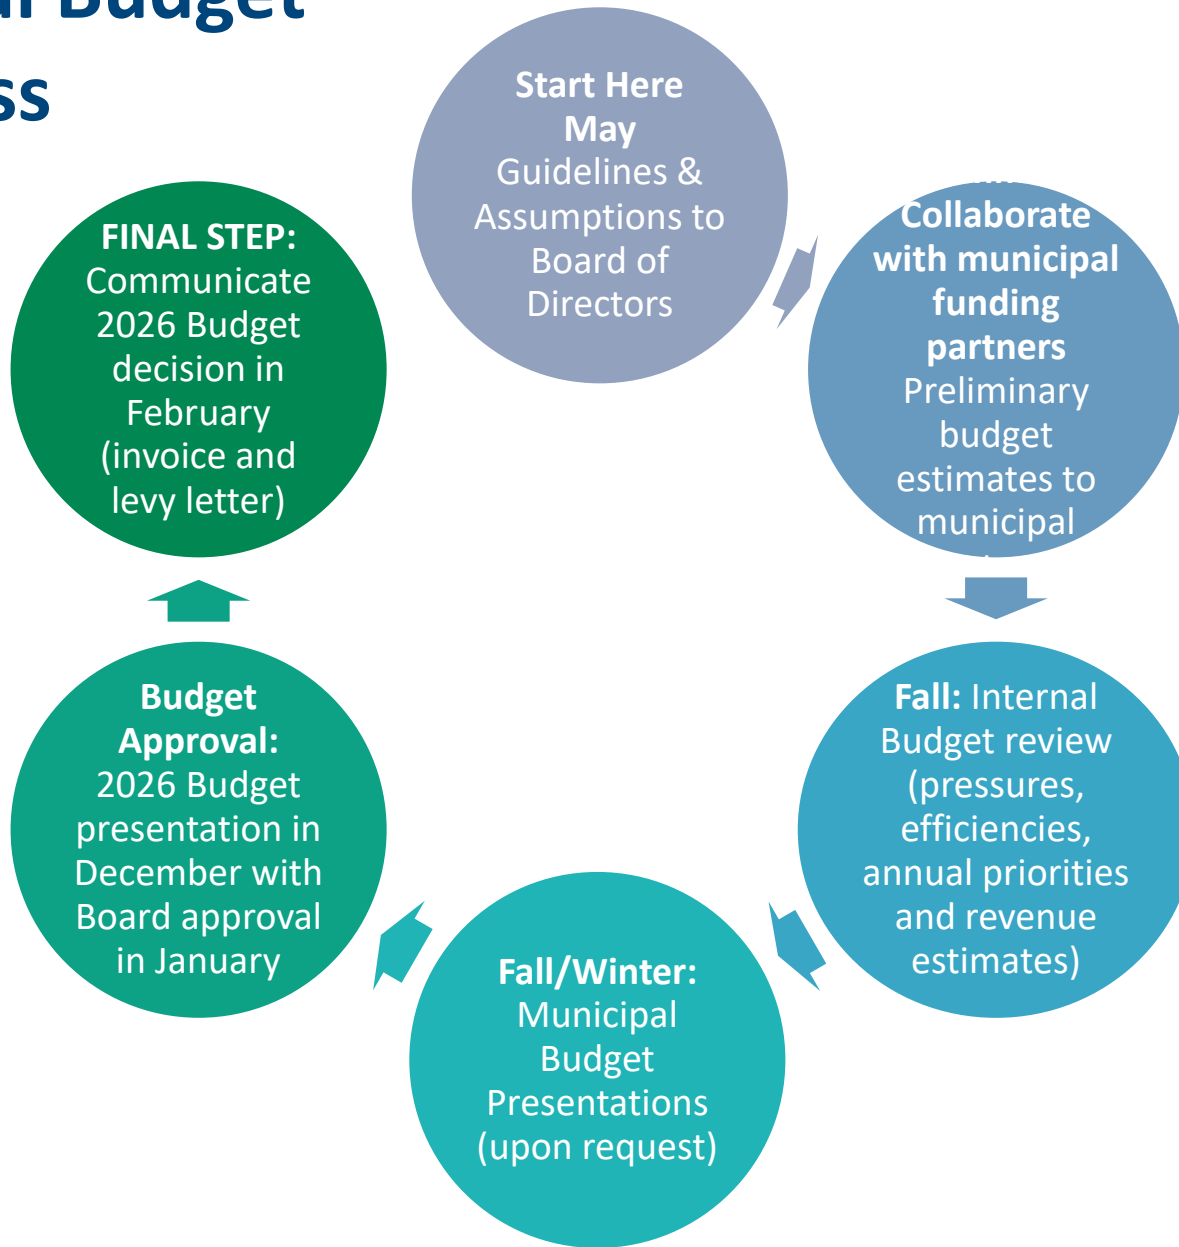 Budget
ss
Start Here
May
Guidelines &
Assumptions to
Board of
Directors
Collaborate
with municipal
funding
partners
Preliminary
budget
estimates to
municipal
Fall: Internal
Budget review
(pressures,
efficiencies,
annual priorities
and revenue
estimates)
Fall/Winter:
Municipal
Budget
Presentations
(upon request)
Budget
Approval:
2026 Budget
presentation in
December with
Board approval
in January
FINAL STEP:
Communicate
2026 Budget
decision in
February
(invoice and
levy letter)